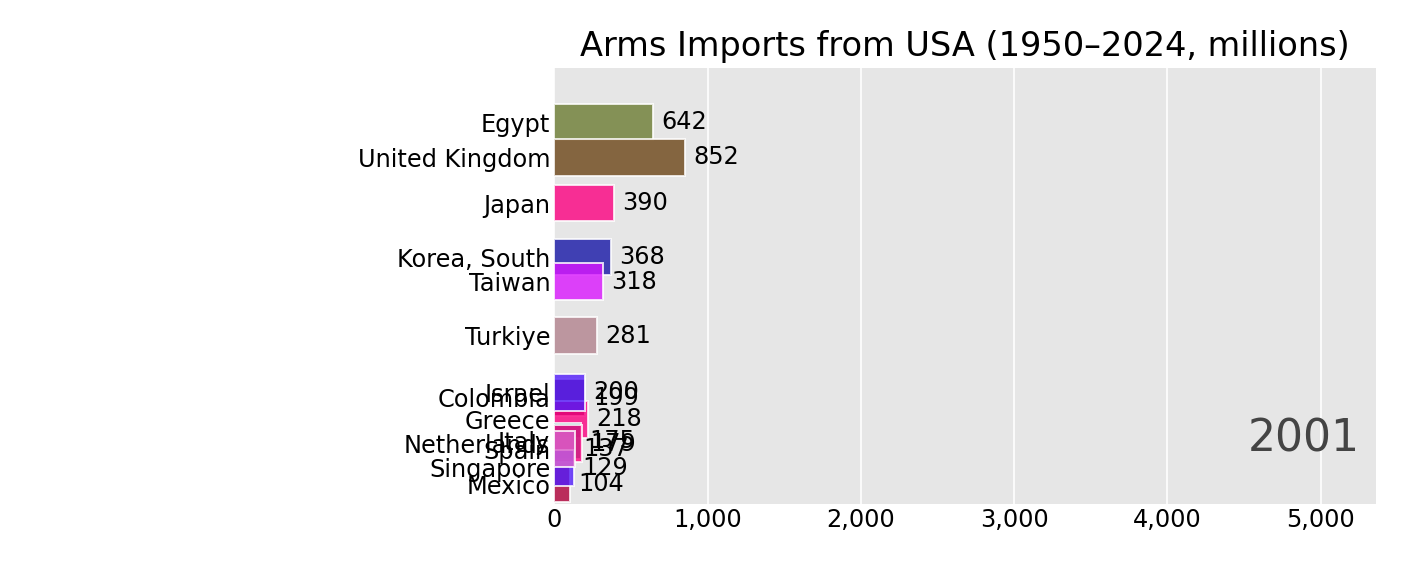 Arms Imports from USA (1950–2024, millions)
Egypt 642
United Kingdom 852
Japan 390
Korea, South 368
Taiwan 318
Turkiye 281
Israel 200
Colombia 199
Greece 218
Italy
Netherlands
Spain 137
Singapore 129
Mexico 104
2001
0 1,000 2,000 3,000 4,000 5,000